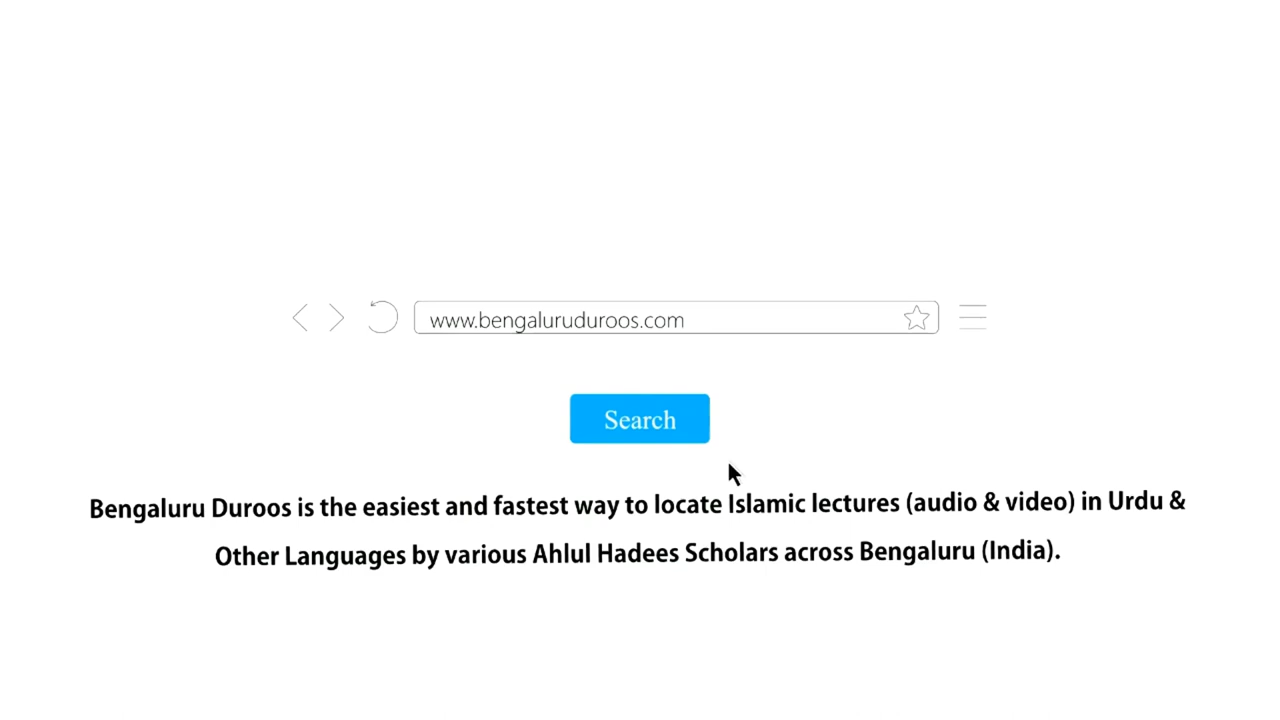 www.bengaluruduroos.com
Search
Bengaluru Duroos is the easiest and fastest way to locate Islamic lectures (audio & video) in Urdu &
Other Languages by various Ahlul Hadees Scholars across Bengaluru (India).